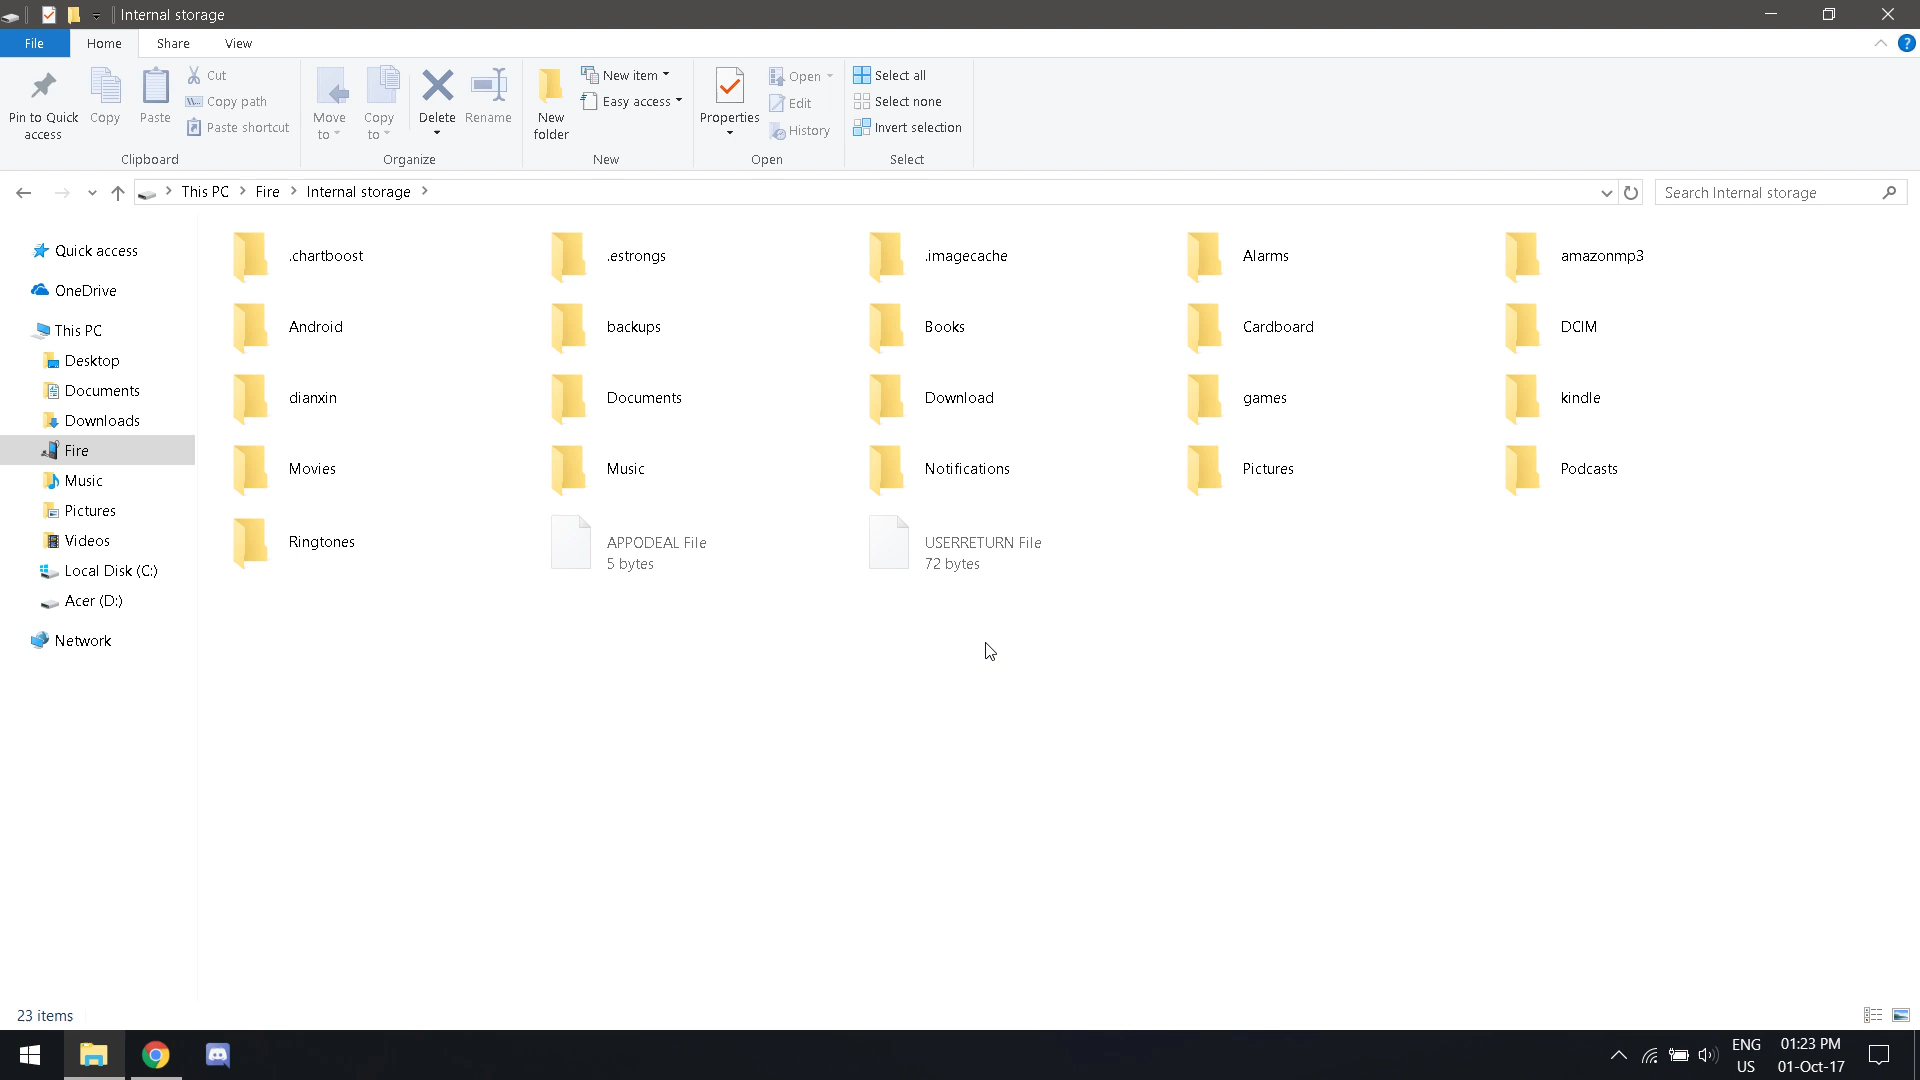 Internal storage
File
Home
Share
View
Pin to Quick
access
Copy
Paste
Cut
Copy path
Paste shortcut
Clipboard
Move
to
Copy
to
Delete
Rename
Organize
New
folder
New item
Easy access
New
Properties
Open
Edit
History
Open
Select all
Select none
Invert selection
Select
This PC
Fire
Internal storage
Search Internal storage
Quick access
OneDrive
This PC
Desktop
Documents
Downloads
Fire
Music
Pictures
Videos
Local Disk (C:)
Acer (D:)
Network
.chartboost
.estrongs
.imagecache
Alarms
amazonmp3
Android
backups
Books
Cardboard
DCIM
dianxin
Documents
Download
games
kindle
Movies
Music
Notifications
Pictures
Podcasts
Ringtones
APPODEAL File
5 bytes
USERRETURN File
72 bytes
23 items
ENG
US
01:23 PM
01-Oct-17